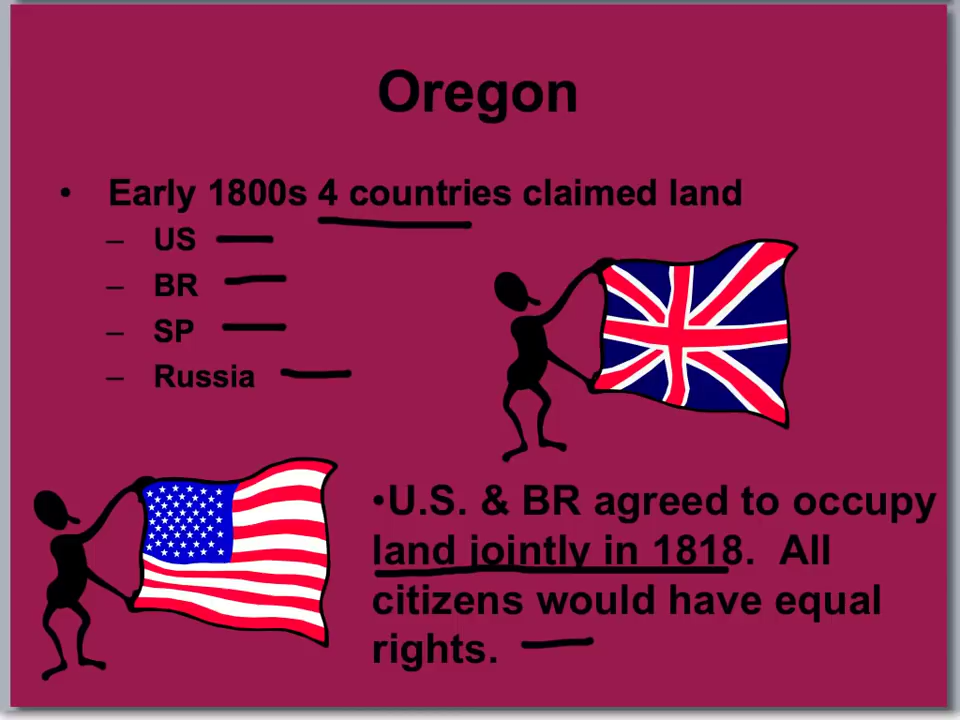 Oregon
• Early 1800s 4 countries claimed land
– US
– BR
– SP
– Russia
•U.S. & BR agreed to occupy
land jointly in 1818. All
citizens would have equal
rights.